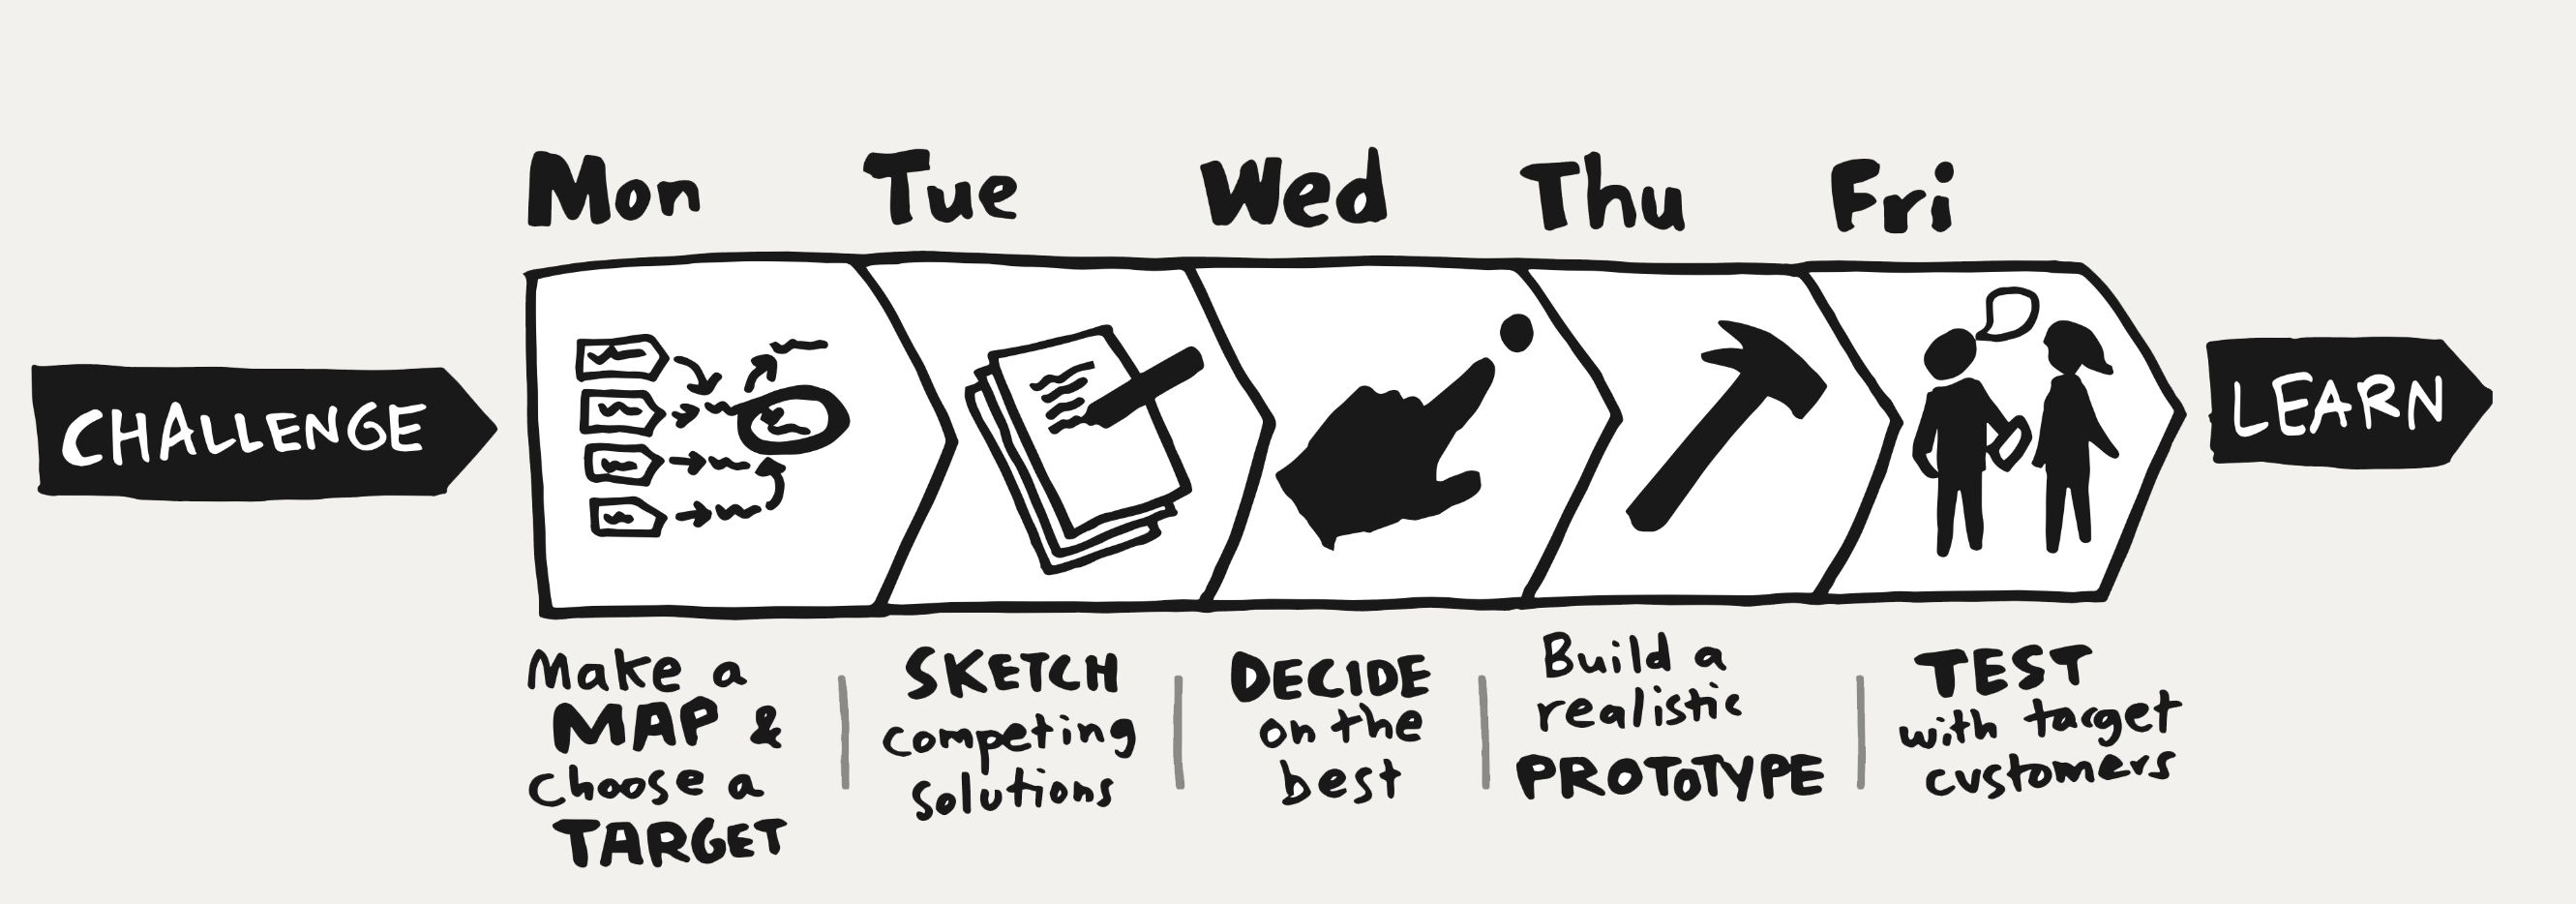 Mon
Tue
Wed
Thu
Fri
CHALLENGE
LEARN
Make a
MAP &
choose a
TARGET
SKETCH
competing
solutions
DECIDE
on the
best
Build a
realistic
PROTOTYPE
TEST
with target
customers